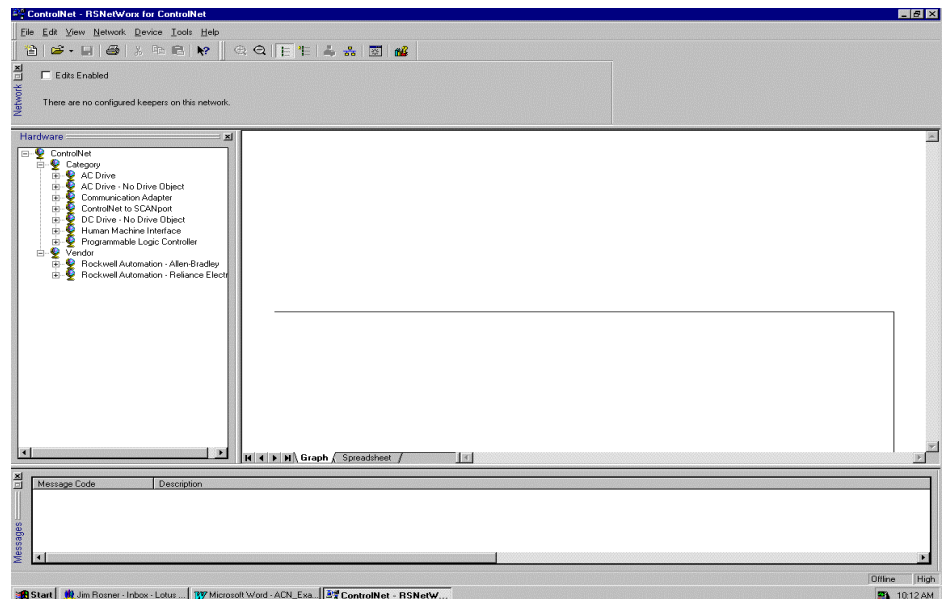 ControlNet - RSNetWorx for ControlNet
File Edit View Network Device Tools Help
Edits Enabled
There are no configured keepers on this network.
Network
Hardware
ControlNet
Category
AC Drive
AC Drive - No Drive Object
Communication Adapter
ControlNet to SCANport
DC Drive - No Drive Object
Human Machine Interface
Programmable Logic Controller
Vendor
Rockwell Automation - Allen-Bradley
Rockwell Automation - Reliance Electr
Graph Spreadsheet
Message Code Description
Messages
Offline High
Start Jim Rosner - Inbox - Lotus ... Microsoft Word - ACN_Exa... ControlNet - RSNetW... 10:12 AM